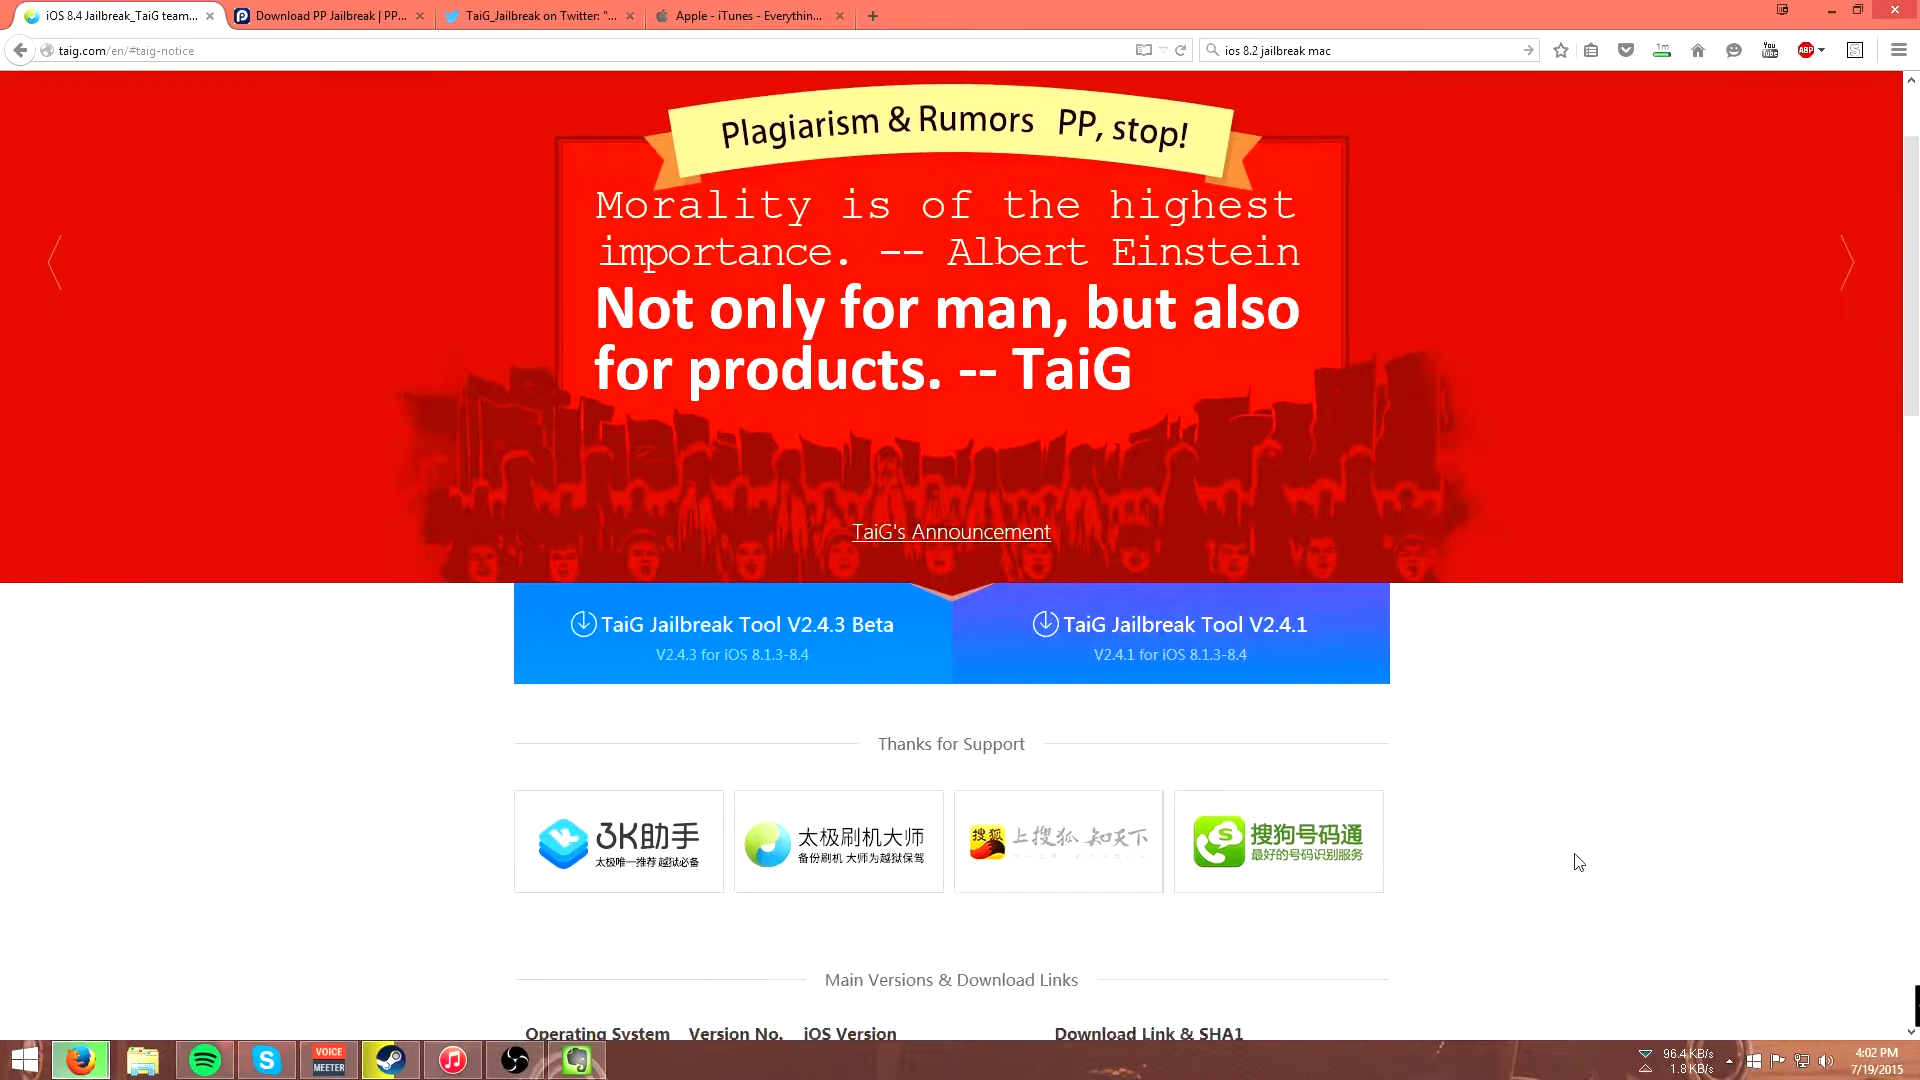 iOS 8.4 Jailbreak_TaiG team...
Download PP Jailbreak | PP...
TaiG_Jailbreak on Twitter: "...
Apple - iTunes - Everythin...
taig.com/en/#taig-notice
ios 8.2 jailbreak mac
1m
You
ABP
S
Plagiarism & Rumors PP, stop!
Morality is of the highest
importance. -- Albert Einstein
Not only for man, but also
for products. -- TaiG
TaiG's Announcement
TaiG Jailbreak Tool V2.4.3 Beta
V2.4.3 for iOS 8.1.3-8.4
TaiG Jailbreak Tool V2.4.1
V2.4.1 for iOS 8.1.3-8.4
Thanks for Support
3K助手
太极唯一推荐 越狱必备
太极刷机大师
备份刷机 大师为越狱保驾
搜狐
上搜狐 知天下
搜狗号码通
最好的号码识别服务
Main Versions & Download Links
Operating System Version No. iOS Version Download Link & SHA1
VOICE
MEETER
96.4 KB/s
1.8 KB/s
4:02 PM
7/19/2015